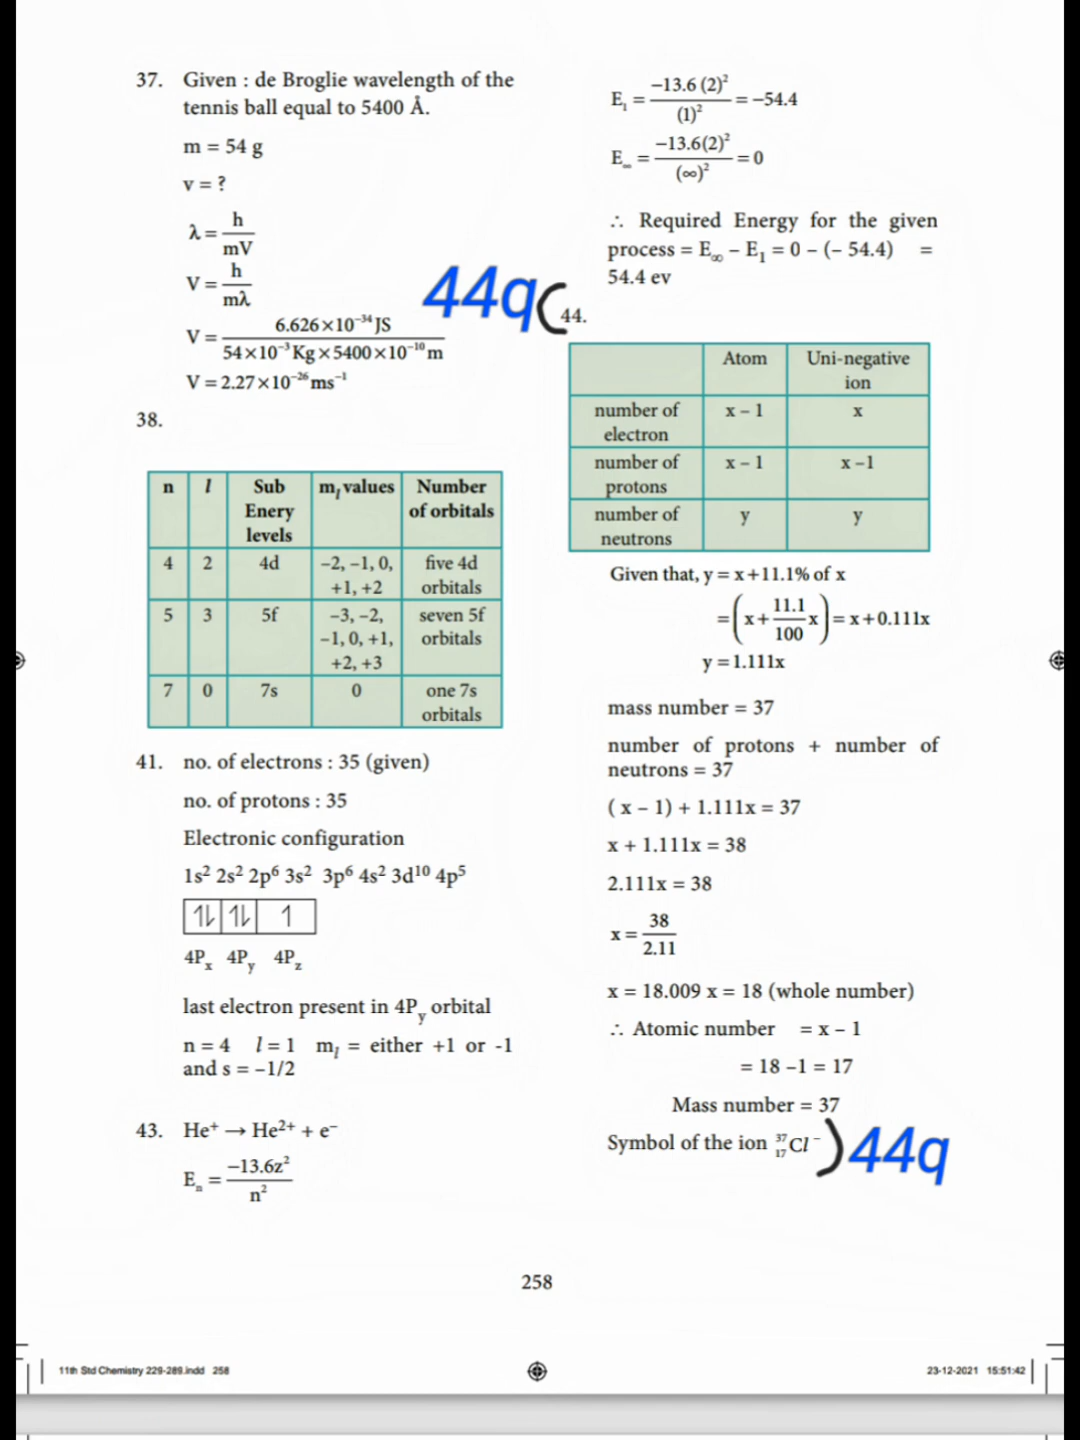 37. Given : de Broglie wavelength of the
tennis ball equal to 5400 Å.
m = 54 g
v = ?
λ = h/mV
V = h/mλ
V = 6.626×10⁻³⁴ JS / 54×10⁻³ Kg×5400×10⁻¹⁰ m
V = 2.27×10⁻²⁶ ms⁻¹
38.
n l Sub Enery levels mₗ values Number of orbitals
4 2 4d –2, –1, 0, +1, +2 five 4d orbitals
5 3 5f –3, –2, –1, 0, +1, +2, +3 seven 5f orbitals
7 0 7s 0 one 7s orbitals
41. no. of electrons : 35 (given)
no. of protons : 35
Electronic configuration
1s² 2s² 2p⁶ 3s² 3p⁶ 4s² 3d¹⁰ 4p⁵
⥮ ⥮ 1
4Pₓ 4Py 4Pz
last electron present in 4Py orbital
n = 4 l = 1 mₗ = either +1 or -1
and s = –1/2
43. He⁺ → He²⁺ + e⁻
Eₙ = –13.6z²/n²
E₁ = –13.6 (2)²/(1)² = –54.4
E∞ = –13.6(2)²/(∞)² = 0
∴ Required Energy for the given
process = E∞ – E₁ = 0 – (– 54.4) =
54.4 ev
44q(
44.
Atom Uni-negative ion
number of electron x – 1 x
number of protons x – 1 x –1
number of neutrons y y
Given that, y = x+11.1% of x
= (x + 11.1/100 x) = x+0.111x
y = 1.111x
mass number = 37
number of protons + number of
neutrons = 37
( x – 1) + 1.111x = 37
x + 1.111x = 38
2.111x = 38
x = 38/2.11
x = 18.009 x = 18 (whole number)
∴ Atomic number = x – 1
= 18 –1 = 17
Mass number = 37
Symbol of the ion ³⁷₁₇Cl⁻
)44q
258
11th Std Chemistry 229-289.indd 258
23-12-2021 15:51:42